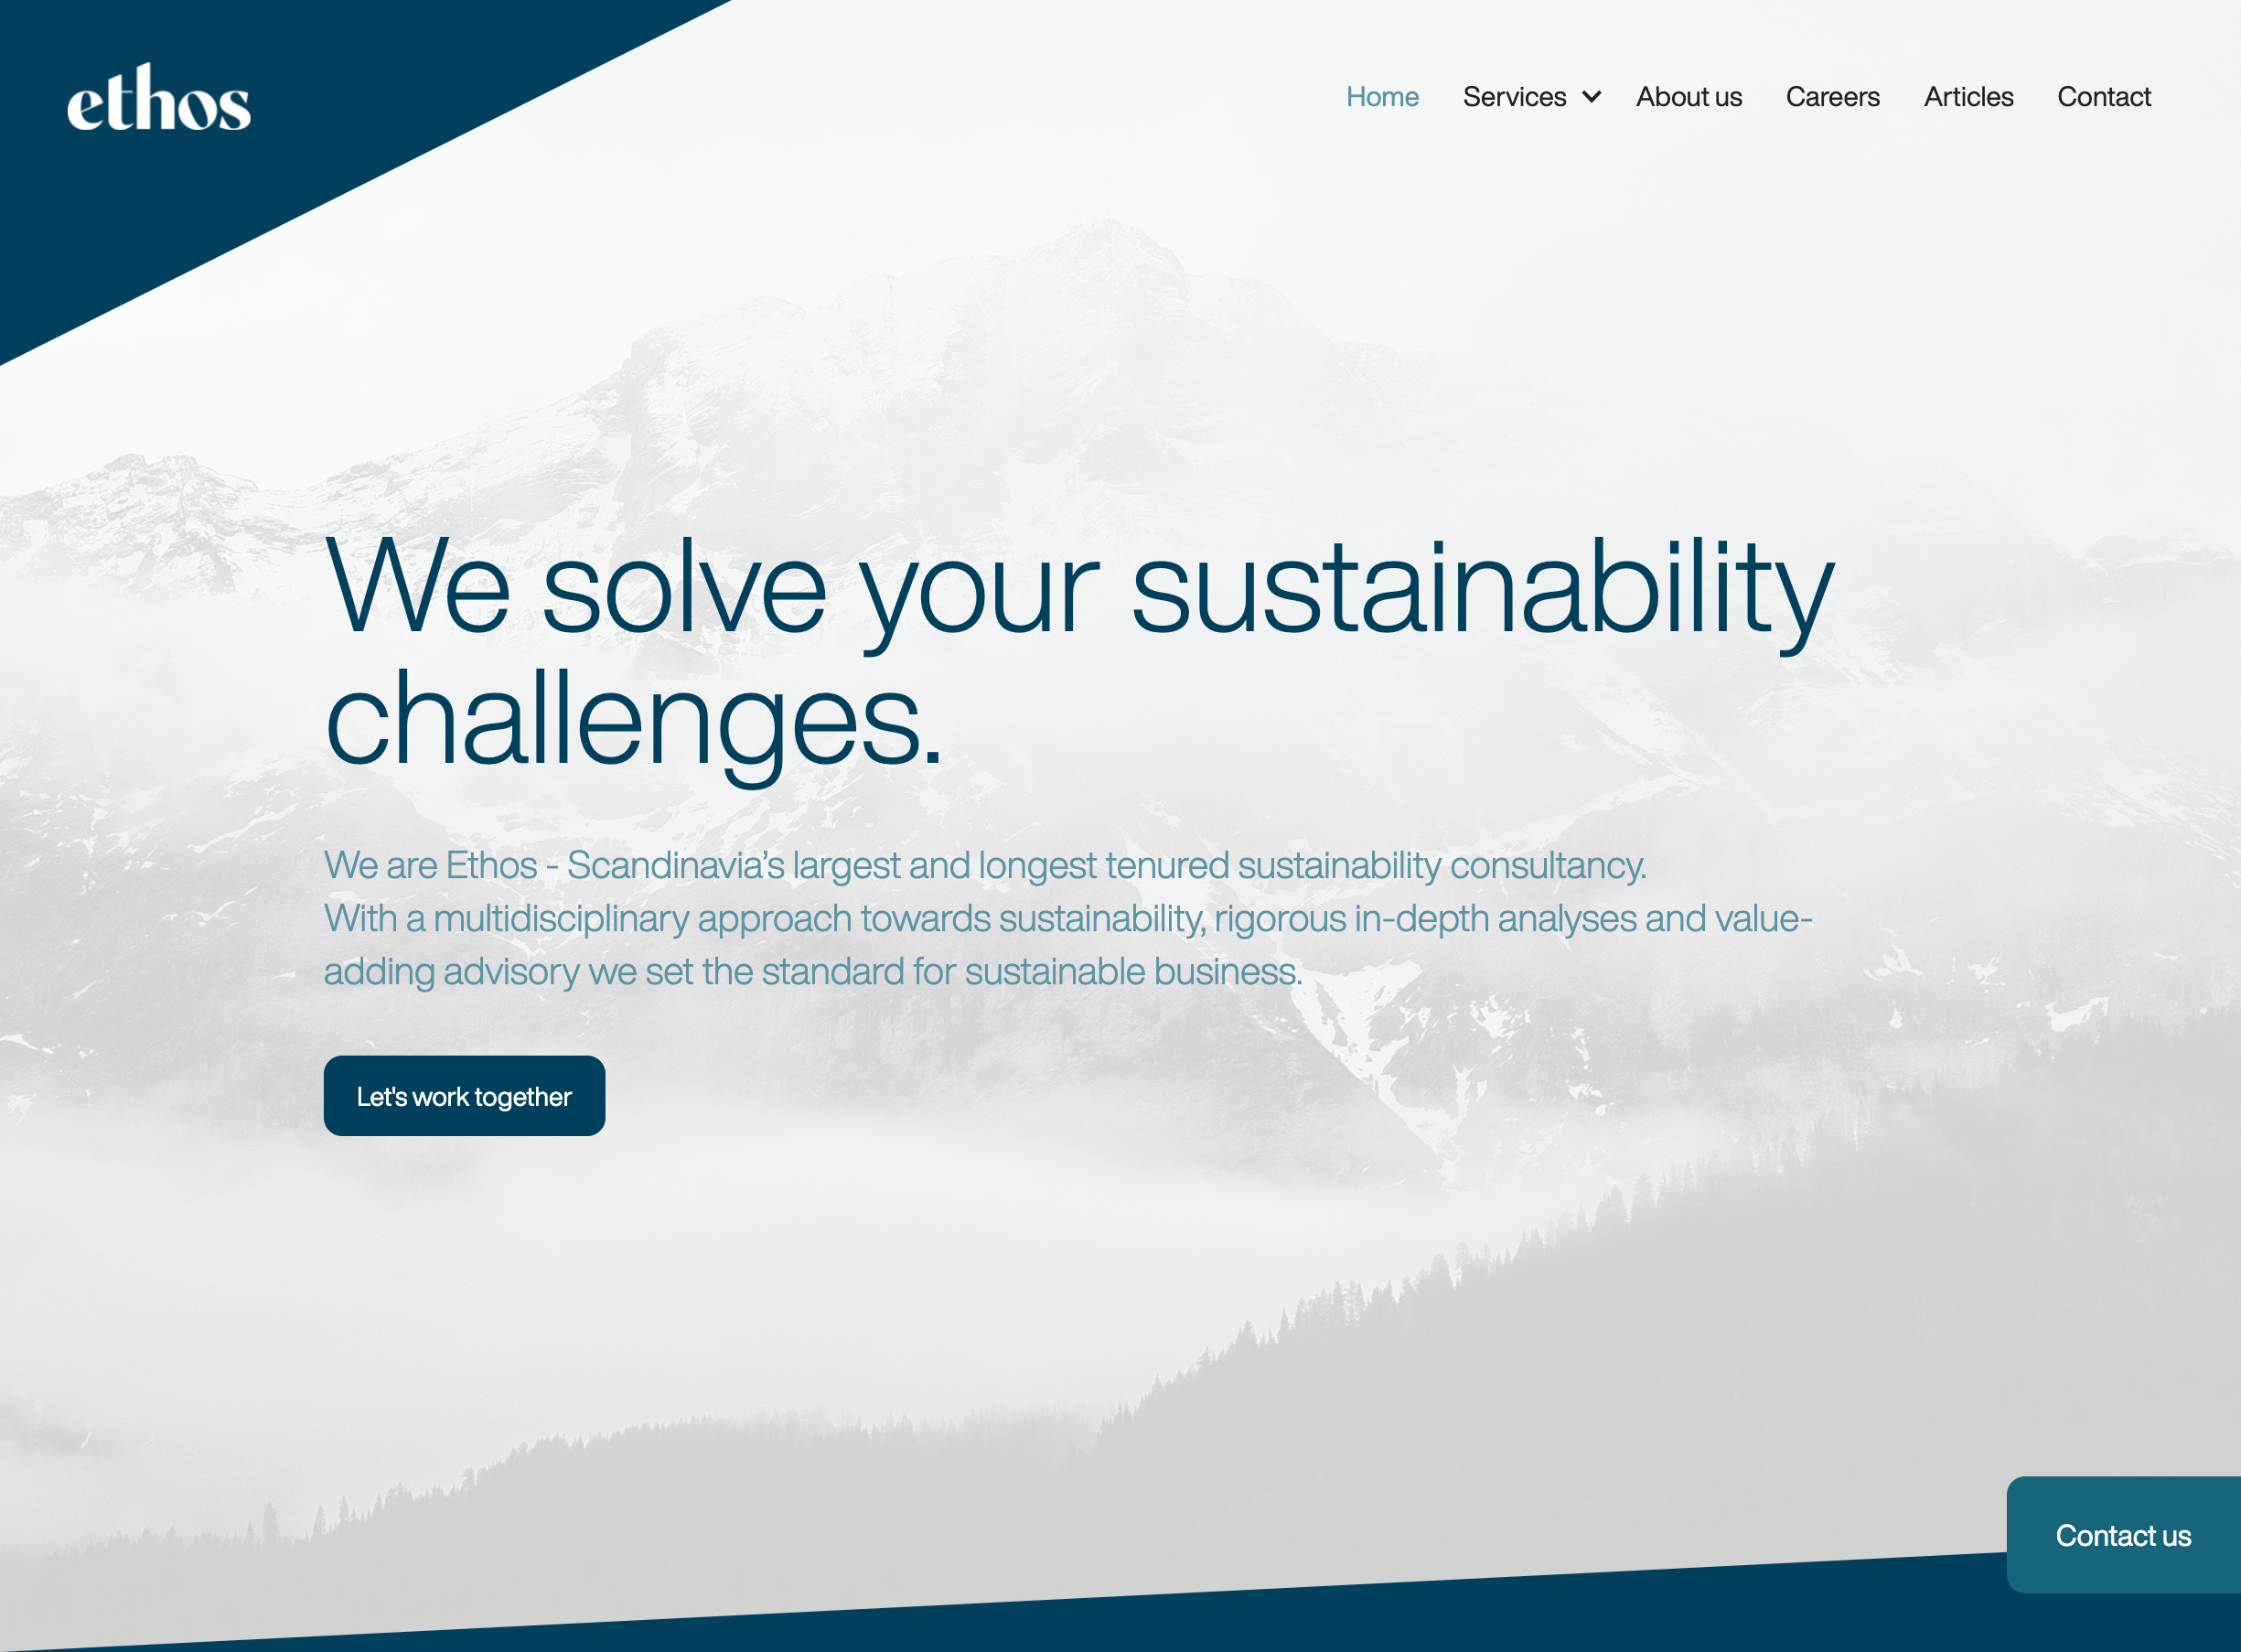 ethos
Home Services About us Careers Articles Contact
We solve your sustainability
challenges.
We are Ethos - Scandinavia’s largest and longest tenured sustainability consultancy.
With a multidisciplinary approach towards sustainability, rigorous in-depth analyses and value-
adding advisory we set the standard for sustainable business.
Let's work together
Contact us